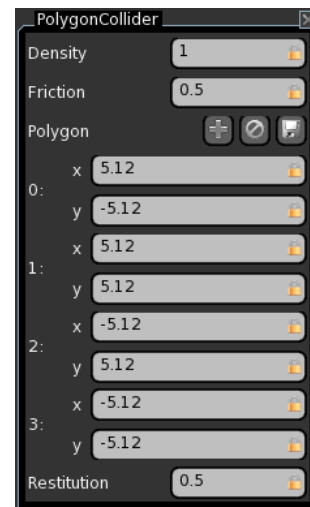 PolygonCollider
Density 1
Friction 0.5
Polygon
x 5.12
0:
y -5.12
x 5.12
1:
y 5.12
x -5.12
2:
y 5.12
x -5.12
3:
y -5.12
Restitution 0.5